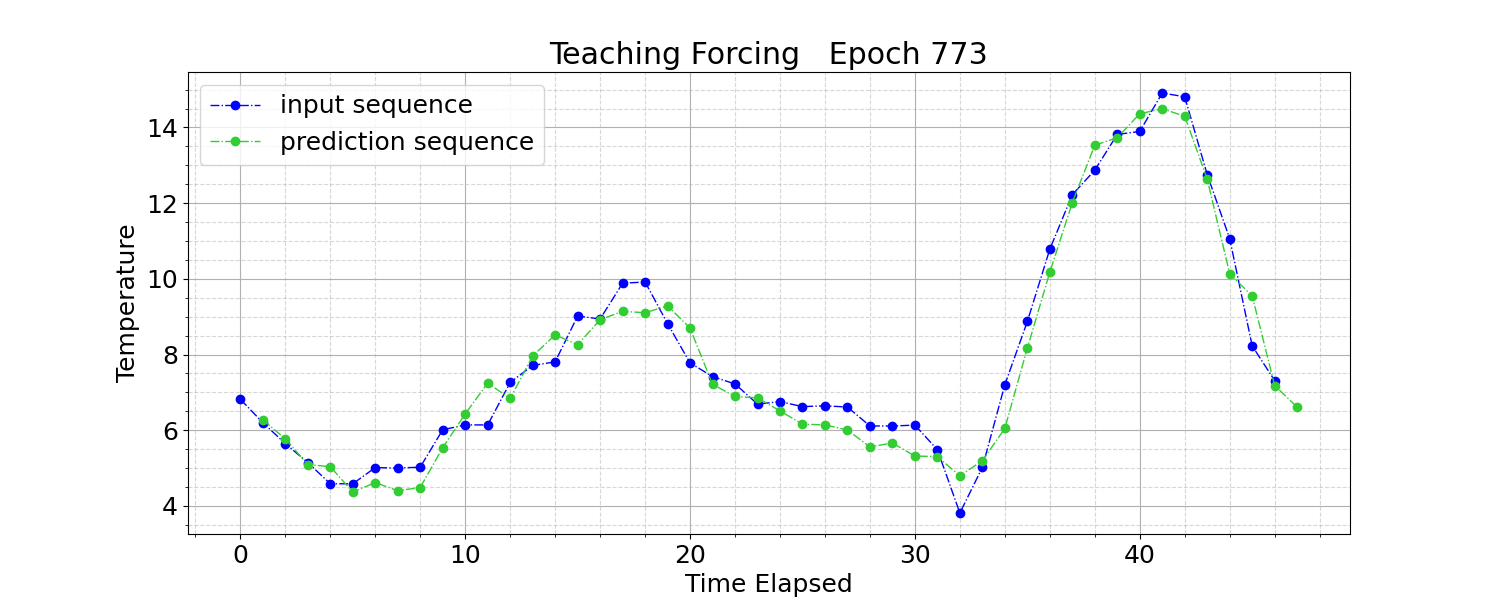 Teaching Forcing   Epoch 773
input sequence
prediction sequence
Temperature
14
12
10
8
6
4
0 10 20 30 40
Time Elapsed